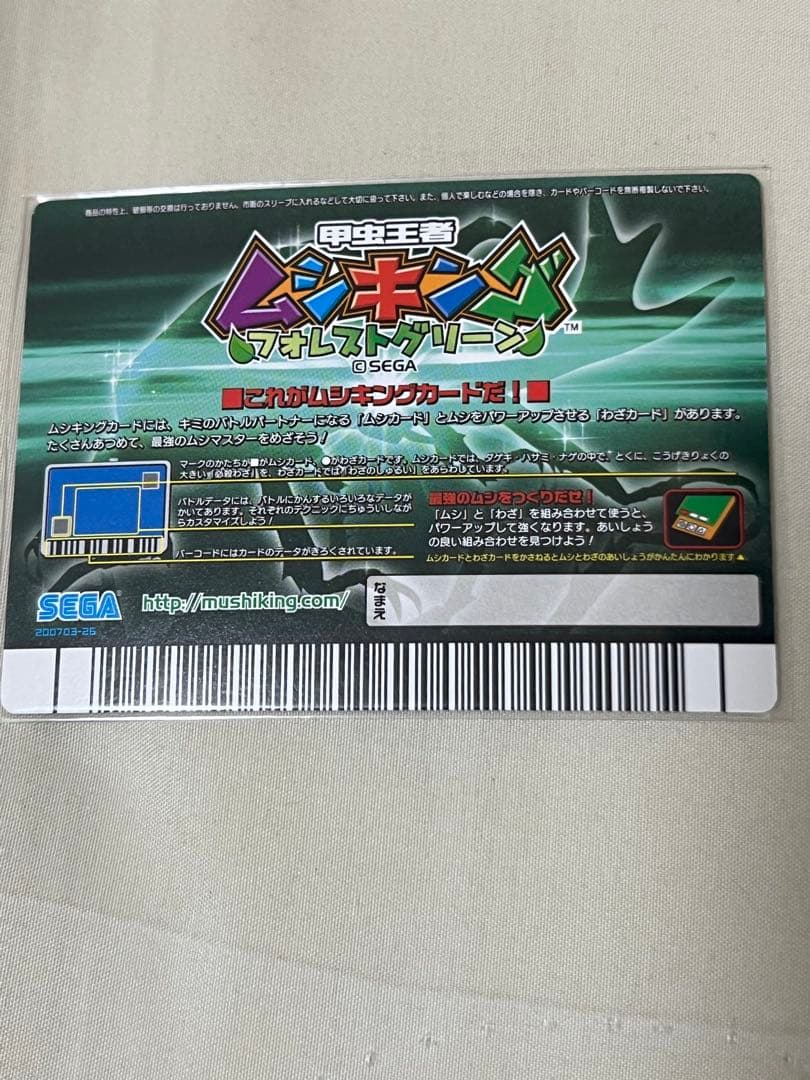 商品の特性上、破損等の交換は行っておりません。市販のスリーブに入れるなどして大切に扱って下さい。また、個人で楽しむなどの場合を除き、カードやバーコードを無断複製しないで下さい。
甲虫王者
ムシキング
フォレストグリーン
TM
© SEGA
■これがムシキングカードだ！■
ムシキングカードには、キミのバトルパートナーになる「ムシカード」とムシをパワーアップさせる「わざカード」があります。
たくさんあつめて、最強のムシマスターをめざそう！
マークのかたちが■がムシカード、●がわざカードです。ムシカードでは、ダゲキ・ハサミ・ナゲの中で、とくに、こうげきりょくの
大きい「必殺わざ」を、わざカードでは「わざのしゅるい」をあらわしています。
バトルデータには、バトルにかんするいろいろなデータが
かいてあります。それぞれのテクニックにちゅういしなが
らカスタマイズしよう！
バーコードにはカードのデータがきろくされています。
最強のムシをつくりだせ！
「ムシ」と「わざ」を組み合わせて使うと、
パワーアップして強くなります。あいしょう
の良い組み合わせを見つけよう！
ムシカードとわざカードをかさねるとムシとわざのあいしょうがかんたんにわかります▲
SEGA®
200703-26
http://mushiking.com/
なまえ